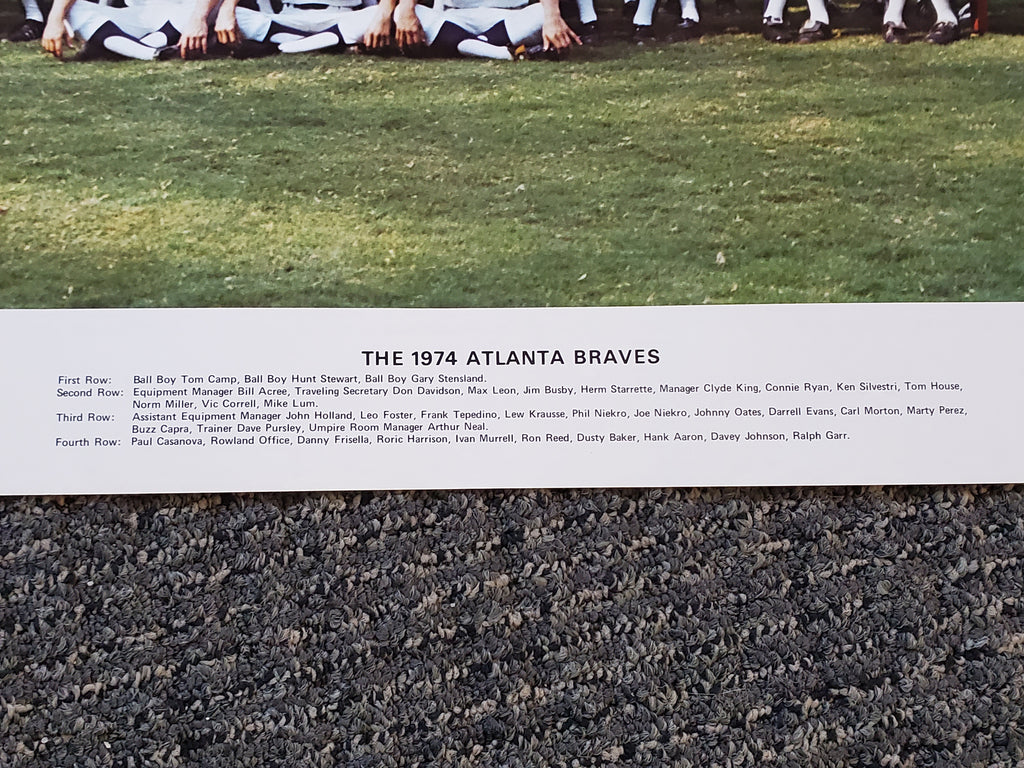 THE 1974 ATLANTA BRAVES
First Row: Ball Boy Tom Camp, Ball Boy Hunt Stewart, Ball Boy Gary Stensland.
Second Row: Equipment Manager Bill Acree, Traveling Secretary Don Davidson, Max Leon, Jim Busby, Herm Starrette, Manager Clyde King, Connie Ryan, Ken Silvestri, Tom House,
Norm Miller, Vic Correll, Mike Lum.
Third Row: Assistant Equipment Manager John Holland, Leo Foster, Frank Tepedino, Lew Krausse, Phil Niekro, Joe Niekro, Johnny Oates, Darrell Evans, Carl Morton, Marty Perez,
Buzz Capra, Trainer Dave Pursley, Umpire Room Manager Arthur Neal.
Fourth Row: Paul Casanova, Rowland Office, Danny Frisella, Roric Harrison, Ivan Murrell, Ron Reed, Dusty Baker, Hank Aaron, Davey Johnson, Ralph Garr.